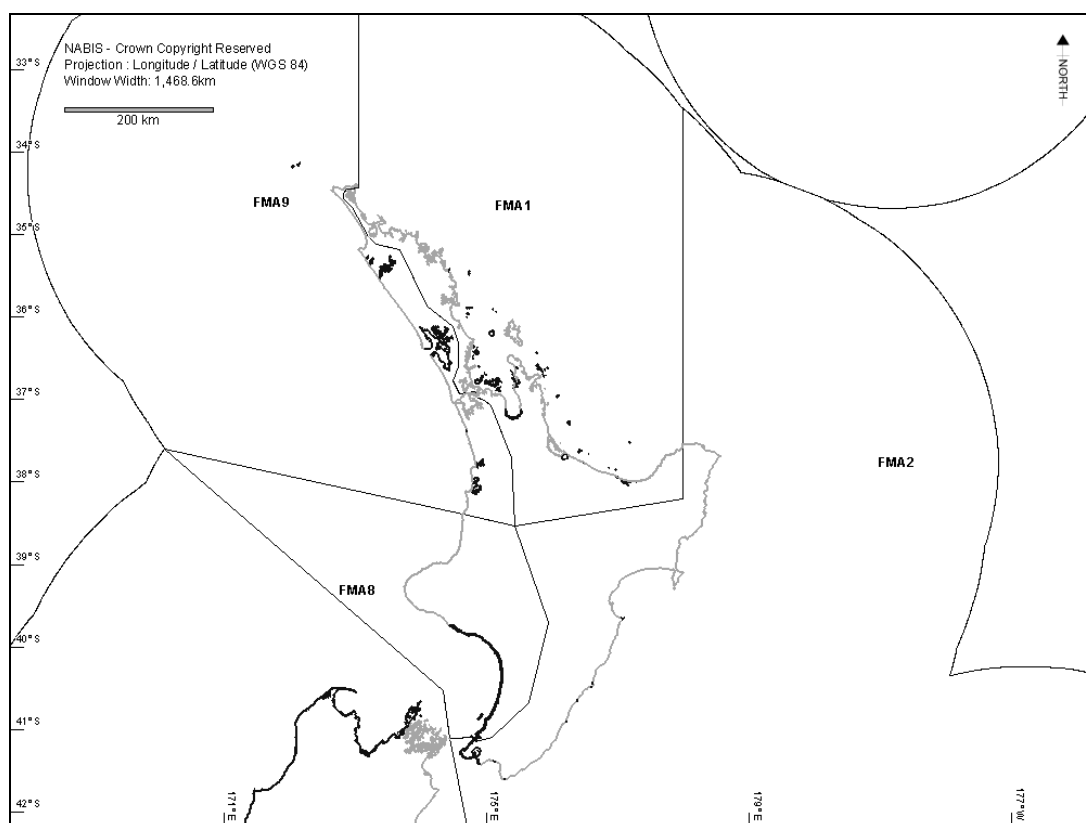 NABIS - Crown Copyright Reserved
Projection : Longitude / Latitude (WGS 84)
Window Width: 1,468.6km
200 km
NORTH
33°S
34°S
35°S
36°S
37°S
38°S
39°S
40°S
41°S
42°S
FMA9
FMA1
FMA2
FMA8
171°E
175°E
179°E
177°W